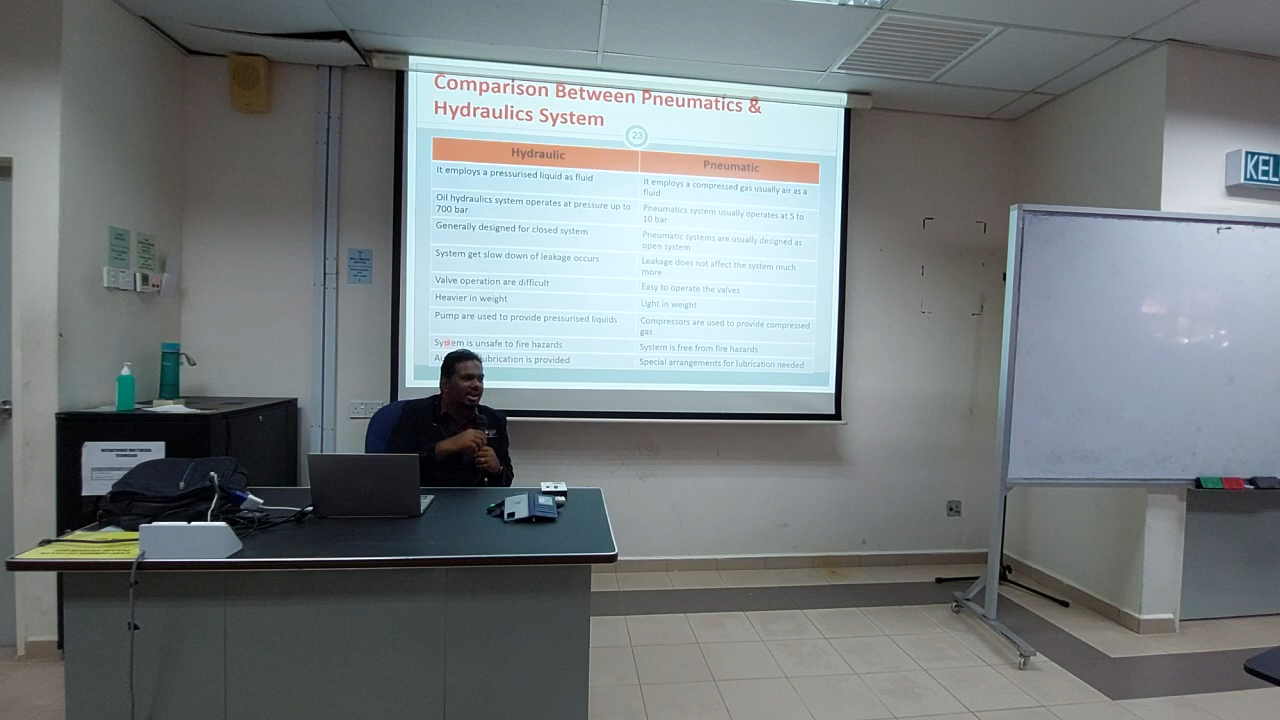 Comparison Between Pneumatics &
Hydraulics System
23
Hydraulic
Pneumatic
It employs a pressurised liquid as fluid
It employs a compressed gas usually air as a
fluid
Oil hydraulics system operates at pressure up to
700 bar
Pneumatics system usually operates at 5 to
10 bar
Generally designed for closed system
Pneumatic systems are usually designed as
open system
System get slow down of leakage occurs
Leakage does not affect the system much
more
Valve operation are difficult
Easy to operate the valves
Heavier in weight
Light in weight
Pump are used to provide pressurised liquids
Compressors are used to provide compressed
gas
System is unsafe to fire hazards
System is free from fire hazards
lubrication is provided
Special arrangements for lubrication needed
KEL